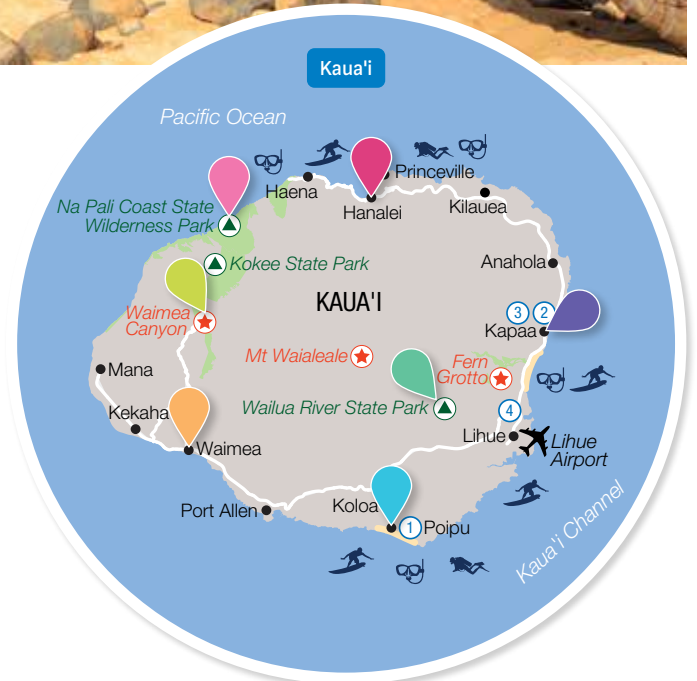 Kaua'i
Pacific Ocean
Princeville
Haena
Hanalei
Kilauea
Na Pali Coast State
Wilderness Park
Kokee State Park
Anahola
KAUA'I
Waimea
Canyon
3
2
Kapaa
Mt Waialeale
Fern
Grotto
Mana
Kekaha
Wailua River State Park
4
Lihue
Lihue
Airport
Waimea
Port Allen
Koloa
1
Poipu
Kaua'i Channel